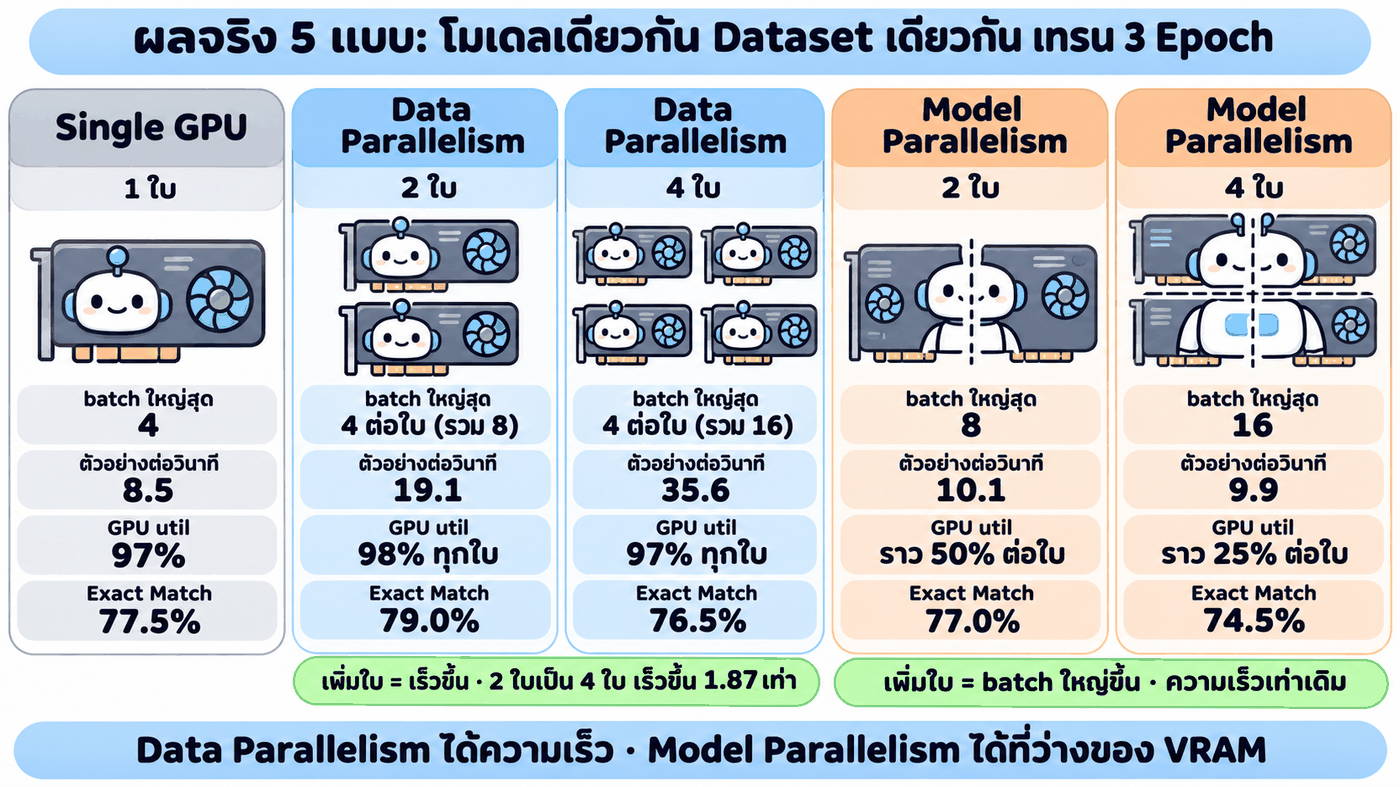 ผลจริง 5 แบบ: โมเดลเดียวกัน Dataset เดียวกัน เทรน 3 Epoch
Single GPU
1 ใบ
batch ใหญ่สุด
4
ตัวอย่างต่อวินาที
8.5
GPU util
97%
Exact Match
77.5%
Data
Parallelism
2 ใบ
batch ใหญ่สุด
4 ต่อใบ (รวม 8)
ตัวอย่างต่อวินาที
19.1
GPU util
98% ทุกใบ
Exact Match
79.0%
Data
Parallelism
4 ใบ
batch ใหญ่สุด
4 ต่อใบ (รวม 16)
ตัวอย่างต่อวินาที
35.6
GPU util
97% ทุกใบ
Exact Match
76.5%
เพิ่มใบ = เร็วขึ้น · 2 ใบเป็น 4 ใบ เร็วขึ้น 1.87 เท่า
Model
Parallelism
2 ใบ
batch ใหญ่สุด
8
ตัวอย่างต่อวินาที
10.1
GPU util
ราว 50% ต่อใบ
Exact Match
77.0%
Model
Parallelism
4 ใบ
batch ใหญ่สุด
16
ตัวอย่างต่อวินาที
9.9
GPU util
ราว 25% ต่อใบ
Exact Match
74.5%
เพิ่มใบ = batch ใหญ่ขึ้น · ความเร็วเท่าเดิม
Data Parallelism ได้ความเร็ว · Model Parallelism ได้ที่ว่างของ VRAM